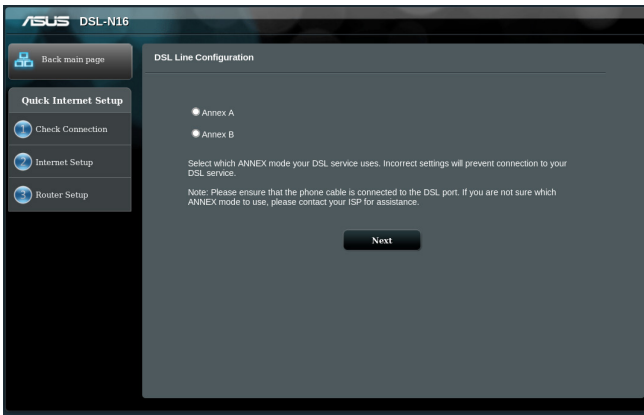 ASUS DSL-N16
Back main page
Quick Internet Setup
1 Check Connection
2 Internet Setup
3 Router Setup
DSL Line Configuration
Annex A
Annex B
Select which ANNEX mode your DSL service uses. Incorrect settings will prevent connection to your
DSL service.
Note: Please ensure that the phone cable is connected to the DSL port. If you are not sure which
ANNEX mode to use, please contact your ISP for assistance.
Next